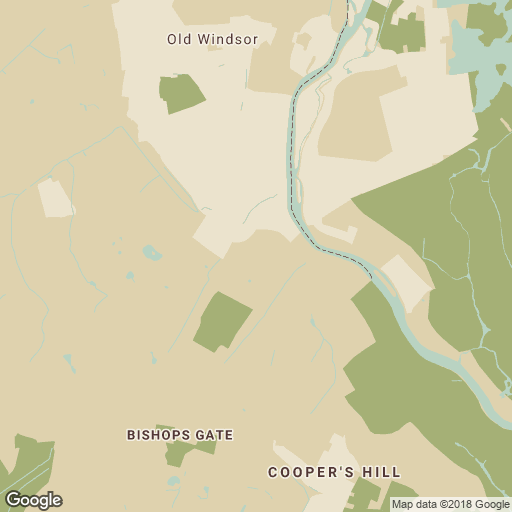 Old Windsor
BISHOPS GATE
COOPER'S HILL
Google
Map data ©2018 Google